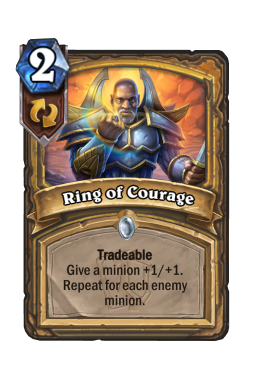 2
Ring of Courage
Tradeable
Give a minion +1/+1.
Repeat for each enemy
minion.